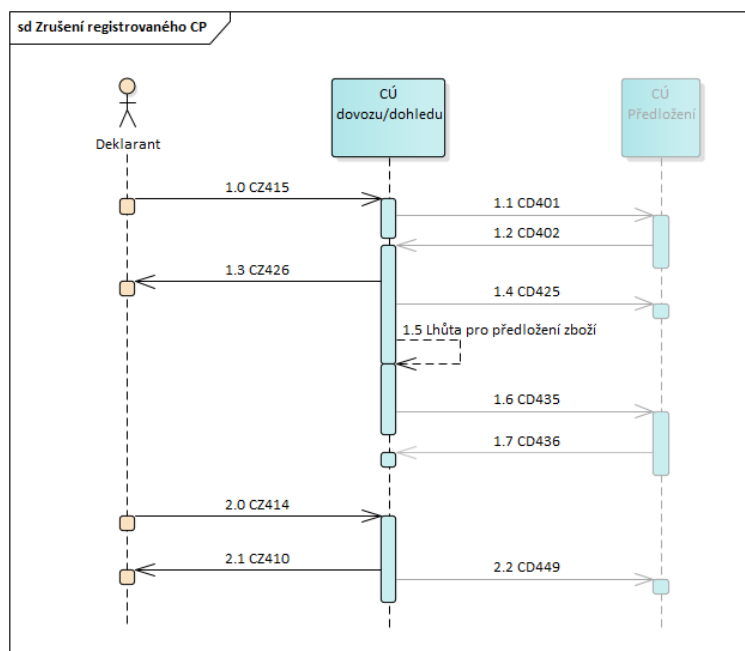 sd Zrušení registrovaného CP
CÚ
dovozu/dohledu
CÚ
Předložení
Deklarant
1.0 CZ415
1.1 CD401
1.2 CD402
1.3 CZ426
1.4 CD425
1.5 Lhůta pro předložení zboží
1.6 CD435
1.7 CD436
2.0 CZ414
2.1 CZ410
2.2 CD449